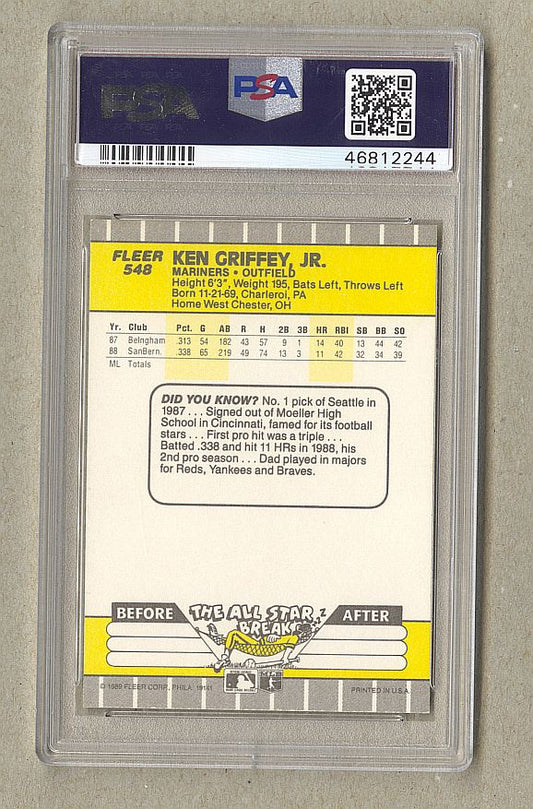 PSA
PSA
46812244
FLEER
548
KEN GRIFFEY, JR.
MARINERS • OUTFIELD
Height 6'3", Weight 195, Bats Left, Throws Left
Born 11-21-69, Charleroi, PA
Home West Chester, OH
Yr. Club Pct. G AB R H 2B 3B HR RBI SB BB SO
87 Belngham .313 54 182 43 57 9 1 14 40 13 44 42
88 SanBern. .338 65 219 49 74 13 3 11 42 32 34 39
ML Totals
DID YOU KNOW? No. 1 pick of Seattle in
1987 . . . Signed out of Moeller High
School in Cincinnati, famed for its football
stars . . . First pro hit was a triple . . .
Batted .338 and hit 11 HRs in 1988, his
2nd pro season . . . Dad played in majors
for Reds, Yankees and Braves.
BEFORE THE ALL STAR BREAK AFTER
© 1989 FLEER CORP., PHILA. 19141
PRINTED IN U.S.A.